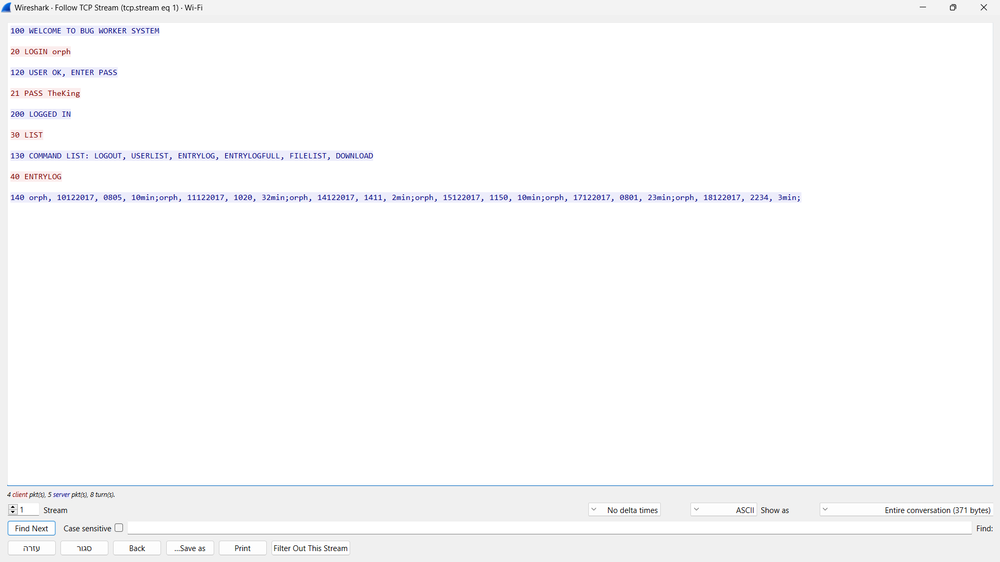 Wireshark · Follow TCP Stream (tcp.stream eq 1) · Wi-Fi
100 WELCOME TO BUG WORKER SYSTEM
20 LOGIN orph
120 USER OK, ENTER PASS
21 PASS TheKing
200 LOGGED IN
30 LIST
130 COMMAND LIST: LOGOUT, USERLIST, ENTRYLOG, ENTRYLOGFULL, FILELIST, DOWNLOAD
40 ENTRYLOG
140 orph, 10122017, 0805, 10min;orph, 11122017, 1020, 32min;orph, 14122017, 1411, 2min;orph, 15122017, 1150, 10min;orph, 17122017, 0801, 23min;orph, 18122017, 2234, 3min;
4 client pkt(s), 5 server pkt(s), 8 turn(s).
1 Stream No delta times ASCII Show as Entire conversation (371 bytes)
Find Next Case sensitive Find:
עזרה סגור Back ...Save as Print Filter Out This Stream